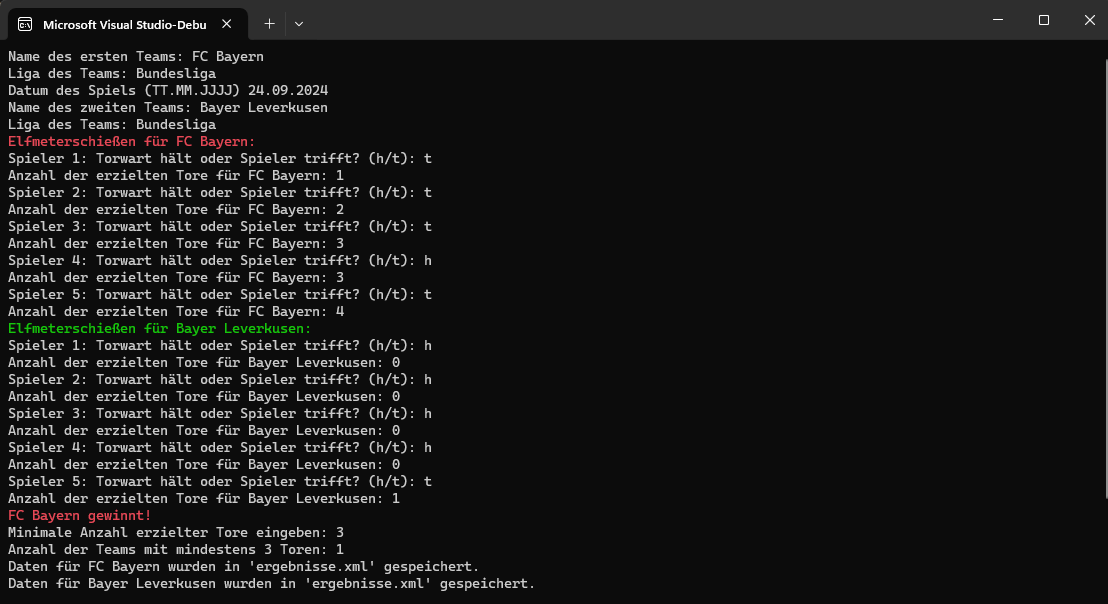 Microsoft Visual Studio-Debu
Name des ersten Teams: FC Bayern
Liga des Teams: Bundesliga
Datum des Spiels (TT.MM.JJJJ) 24.09.2024
Name des zweiten Teams: Bayer Leverkusen
Liga des Teams: Bundesliga
Elfmeterschießen für FC Bayern:
Spieler 1: Torwart hält oder Spieler trifft? (h/t): t
Anzahl der erzielten Tore für FC Bayern: 1
Spieler 2: Torwart hält oder Spieler trifft? (h/t): t
Anzahl der erzielten Tore für FC Bayern: 2
Spieler 3: Torwart hält oder Spieler trifft? (h/t): t
Anzahl der erzielten Tore für FC Bayern: 3
Spieler 4: Torwart hält oder Spieler trifft? (h/t): h
Anzahl der erzielten Tore für FC Bayern: 3
Spieler 5: Torwart hält oder Spieler trifft? (h/t): t
Anzahl der erzielten Tore für FC Bayern: 4
Elfmeterschießen für Bayer Leverkusen:
Spieler 1: Torwart hält oder Spieler trifft? (h/t): h
Anzahl der erzielten Tore für Bayer Leverkusen: 0
Spieler 2: Torwart hält oder Spieler trifft? (h/t): h
Anzahl der erzielten Tore für Bayer Leverkusen: 0
Spieler 3: Torwart hält oder Spieler trifft? (h/t): h
Anzahl der erzielten Tore für Bayer Leverkusen: 0
Spieler 4: Torwart hält oder Spieler trifft? (h/t): h
Anzahl der erzielten Tore für Bayer Leverkusen: 0
Spieler 5: Torwart hält oder Spieler trifft? (h/t): t
Anzahl der erzielten Tore für Bayer Leverkusen: 1
FC Bayern gewinnt!
Minimale Anzahl erzielter Tore eingeben: 3
Anzahl der Teams mit mindestens 3 Toren: 1
Daten für FC Bayern wurden in 'ergebnisse.xml' gespeichert.
Daten für Bayer Leverkusen wurden in 'ergebnisse.xml' gespeichert.